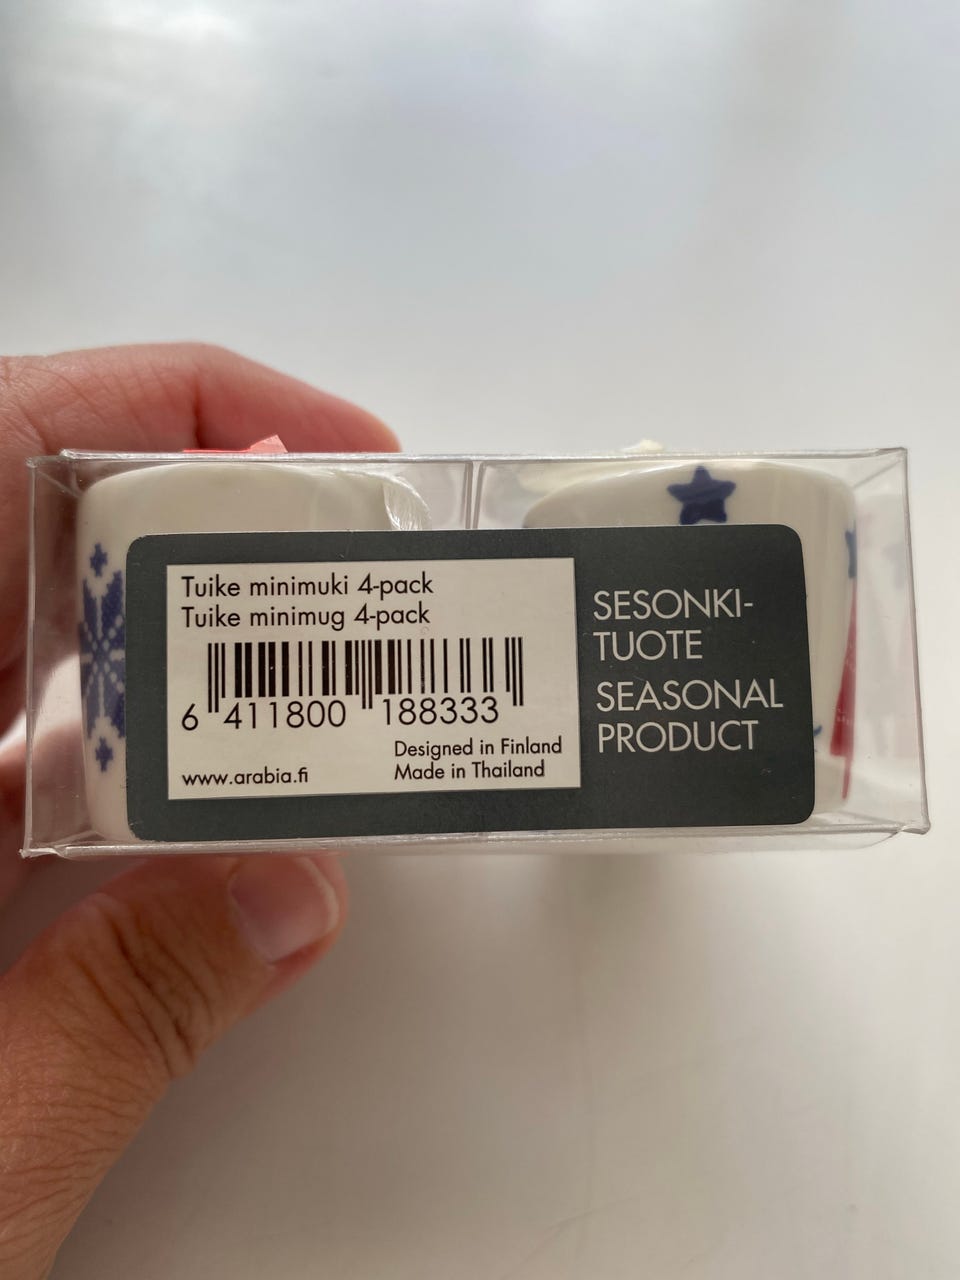 Tuike minimuki 4-pack
Tuike minimug 4-pack
6 411800 188333
www.arabia.fi
Designed in Finland
Made in Thailand
SESONKI-
TUOTE
SEASONAL
PRODUCT